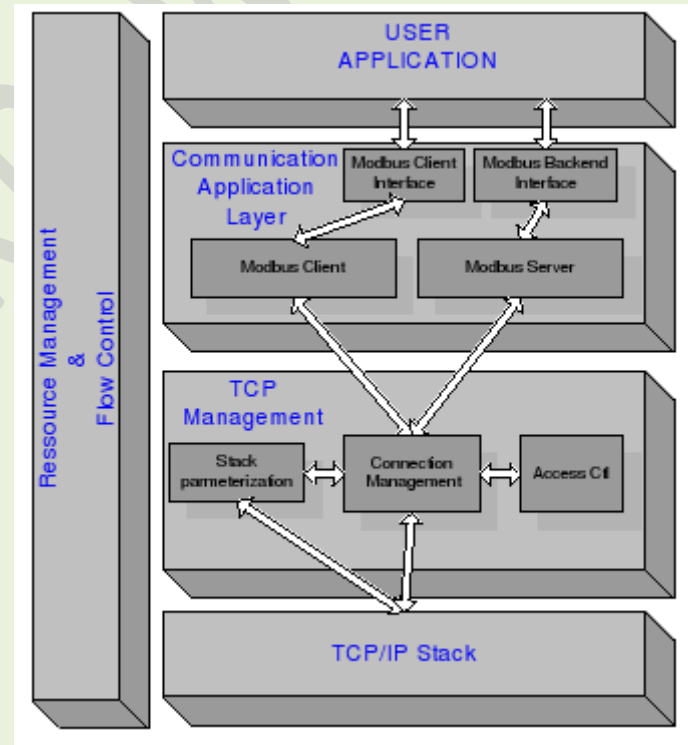 USER
APPLICATION
Communication
Application
Layer
Modbus Client
Interface
Modbus Backend
Interface
Modbus Client
Modbus Server
Ressource Management
&
Flow Control
TCP
Management
Stack
parmeterization
Connection
Management
Access Ctl
TCP/IP Stack